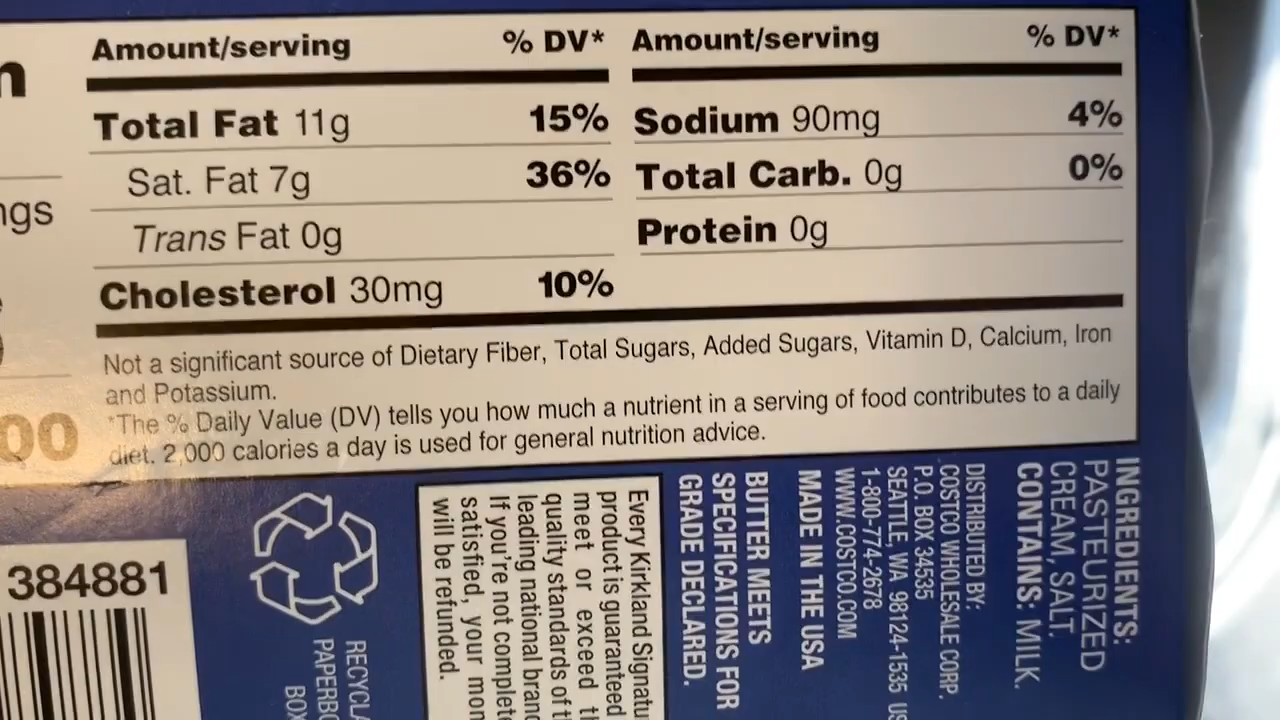 Amount/serving % DV*
Total Fat 11g 15%
Sat. Fat 7g 36%
Trans Fat 0g
Cholesterol 30mg 10%
Amount/serving % DV*
Sodium 90mg 4%
Total Carb. 0g 0%
Protein 0g
Not a significant source of Dietary Fiber, Total Sugars, Added Sugars, Vitamin D, Calcium, Iron
and Potassium.
*The % Daily Value (DV) tells you how much a nutrient in a serving of food contributes to a daily
diet. 2,000 calories a day is used for general nutrition advice.
INGREDIENTS:
PASTEURIZED
CREAM, SALT.
CONTAINS: MILK.
DISTRIBUTED BY:
COSTCO WHOLESALE CORP.
P.O. BOX 34535
SEATTLE, WA 98124-1535
1-800-774-2678
WWW.COSTCO.COM
MADE IN THE USA
BUTTER MEETS
SPECIFICATIONS FOR
GRADE DECLARED.
Every Kirkland
product is guaranteed
meet or exceed
quality standards of
leading national
If you're not
satisfied, your
will be refunded.
BOX
384881